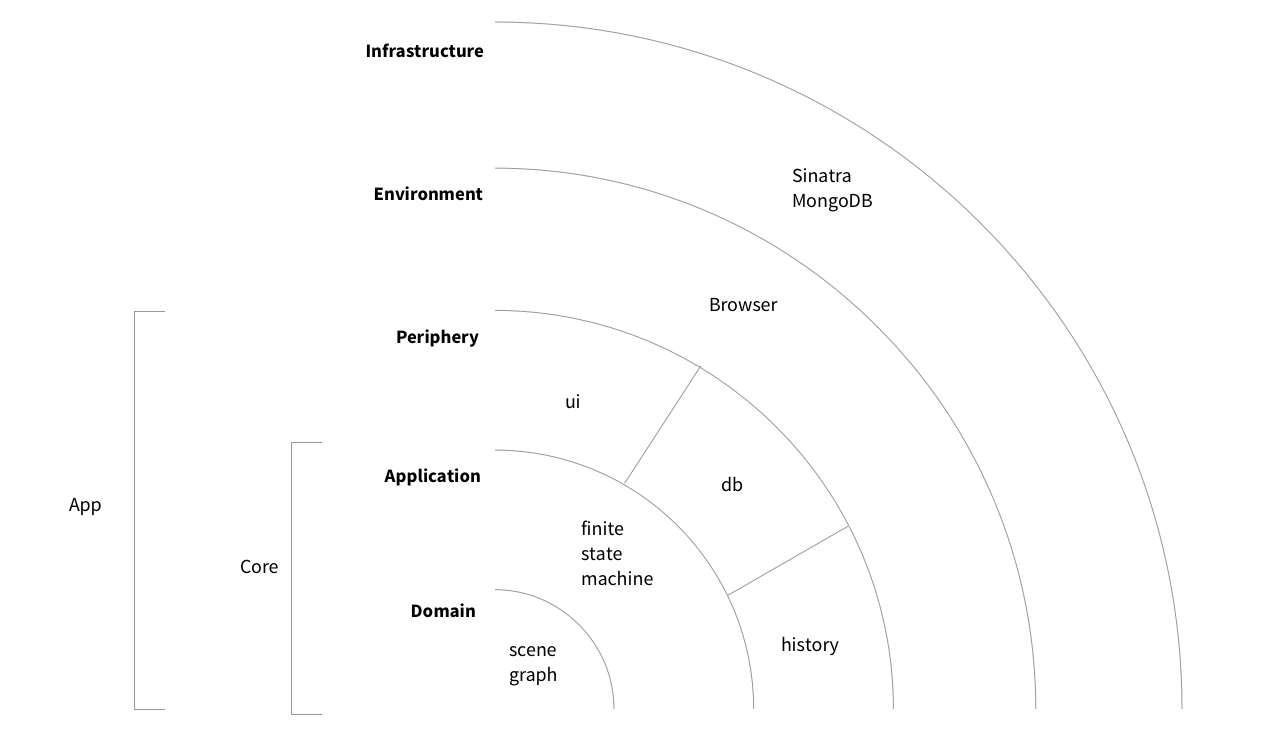 Infrastructure
Sinatra
MongoDB
Environment
Browser
Periphery
ui
db
history
Application
finite
state
machine
Domain
scene
graph
App
Core